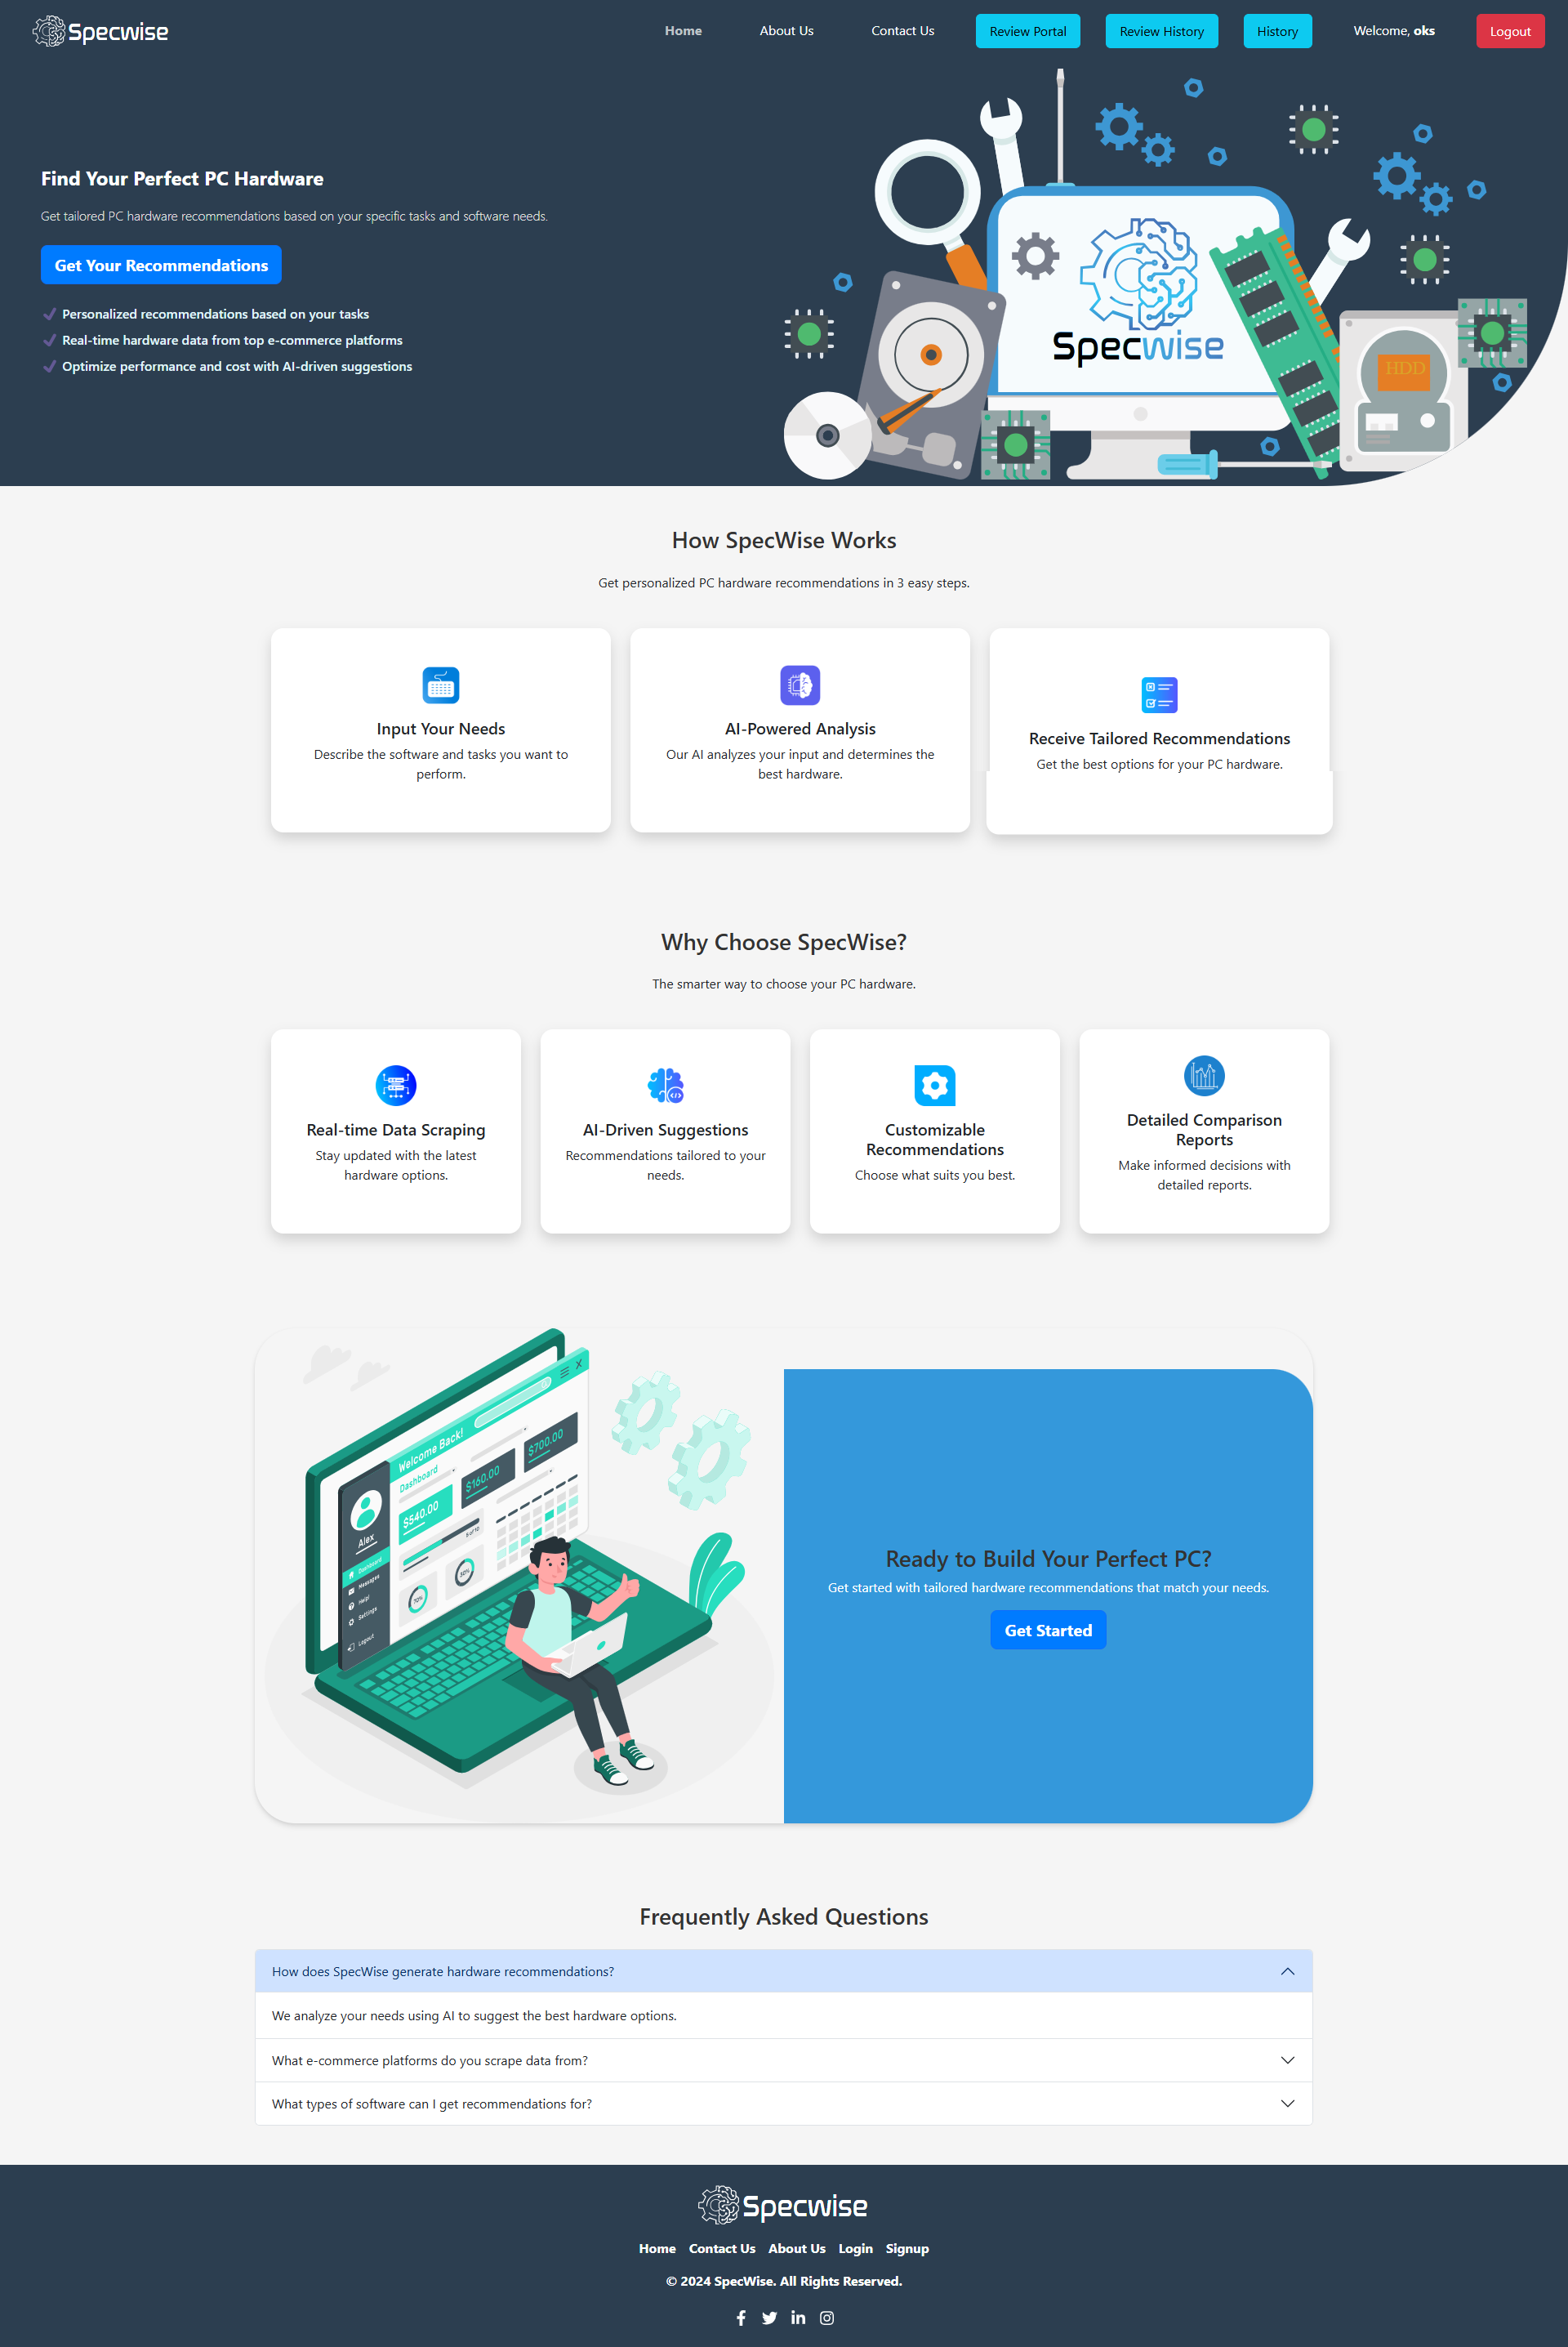 Specwise
Home
About Us
Contact Us
Review Portal
Review History
History
Welcome, oks
Logout
Find Your Perfect PC Hardware
Get tailored PC hardware recommendations based on your specific tasks and software needs.
Get Your Recommendations
Personalized recommendations based on your tasks
Real-time hardware data from top e-commerce platforms
Optimize performance and cost with AI-driven suggestions
Specwise
HDD
How SpecWise Works
Get personalized PC hardware recommendations in 3 easy steps.
Input Your Needs
Describe the software and tasks you want to
perform.
AI-Powered Analysis
Our AI analyzes your input and determines the
best hardware.
Receive Tailored Recommendations
Get the best options for your PC hardware.
Why Choose SpecWise?
The smarter way to choose your PC hardware.
Real-time Data Scraping
Stay updated with the latest
hardware options.
AI-Driven Suggestions
Recommendations tailored to your
needs.
Customizable
Recommendations
Choose what suits you best.
Detailed Comparison
Reports
Make informed decisions with
detailed reports.
Welcome Back!
Dashboard
$540.00
$160.00
$700.00
5 of 10
70%
30%
Alex
Dashboard
Messages
Help!
Settings
Logout
Ready to Build Your Perfect PC?
Get started with tailored hardware recommendations that match your needs.
Get Started
Frequently Asked Questions
How does SpecWise generate hardware recommendations?
We analyze your needs using AI to suggest the best hardware options.
What e-commerce platforms do you scrape data from?
What types of software can I get recommendations for?
Specwise
Home Contact Us About Us Login Signup
© 2024 SpecWise. All Rights Reserved.